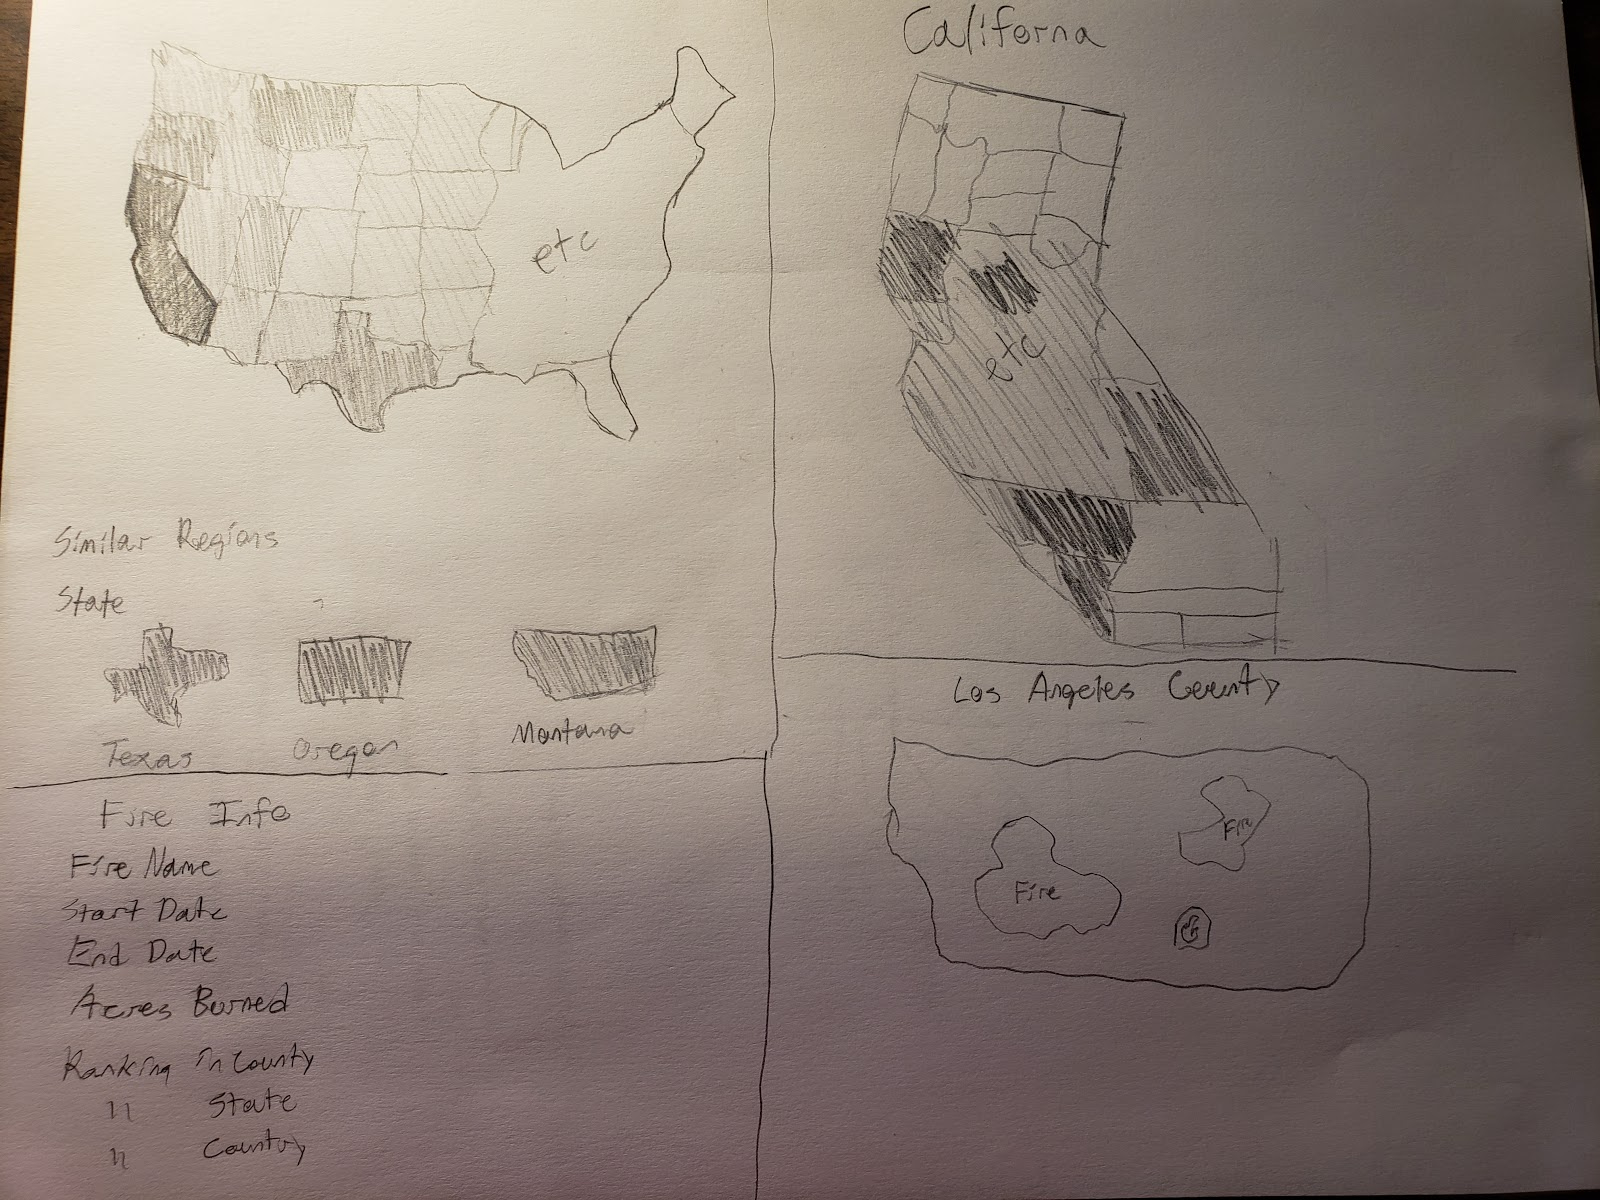 etc
Similar Regions
State
Texas Oregon Montana
Fire Info
Fire Name
Start Date
End Date
Acres Burned
Ranking in County
" State
" Country
Californa
etc
Los Angeles County
Fire
Fire